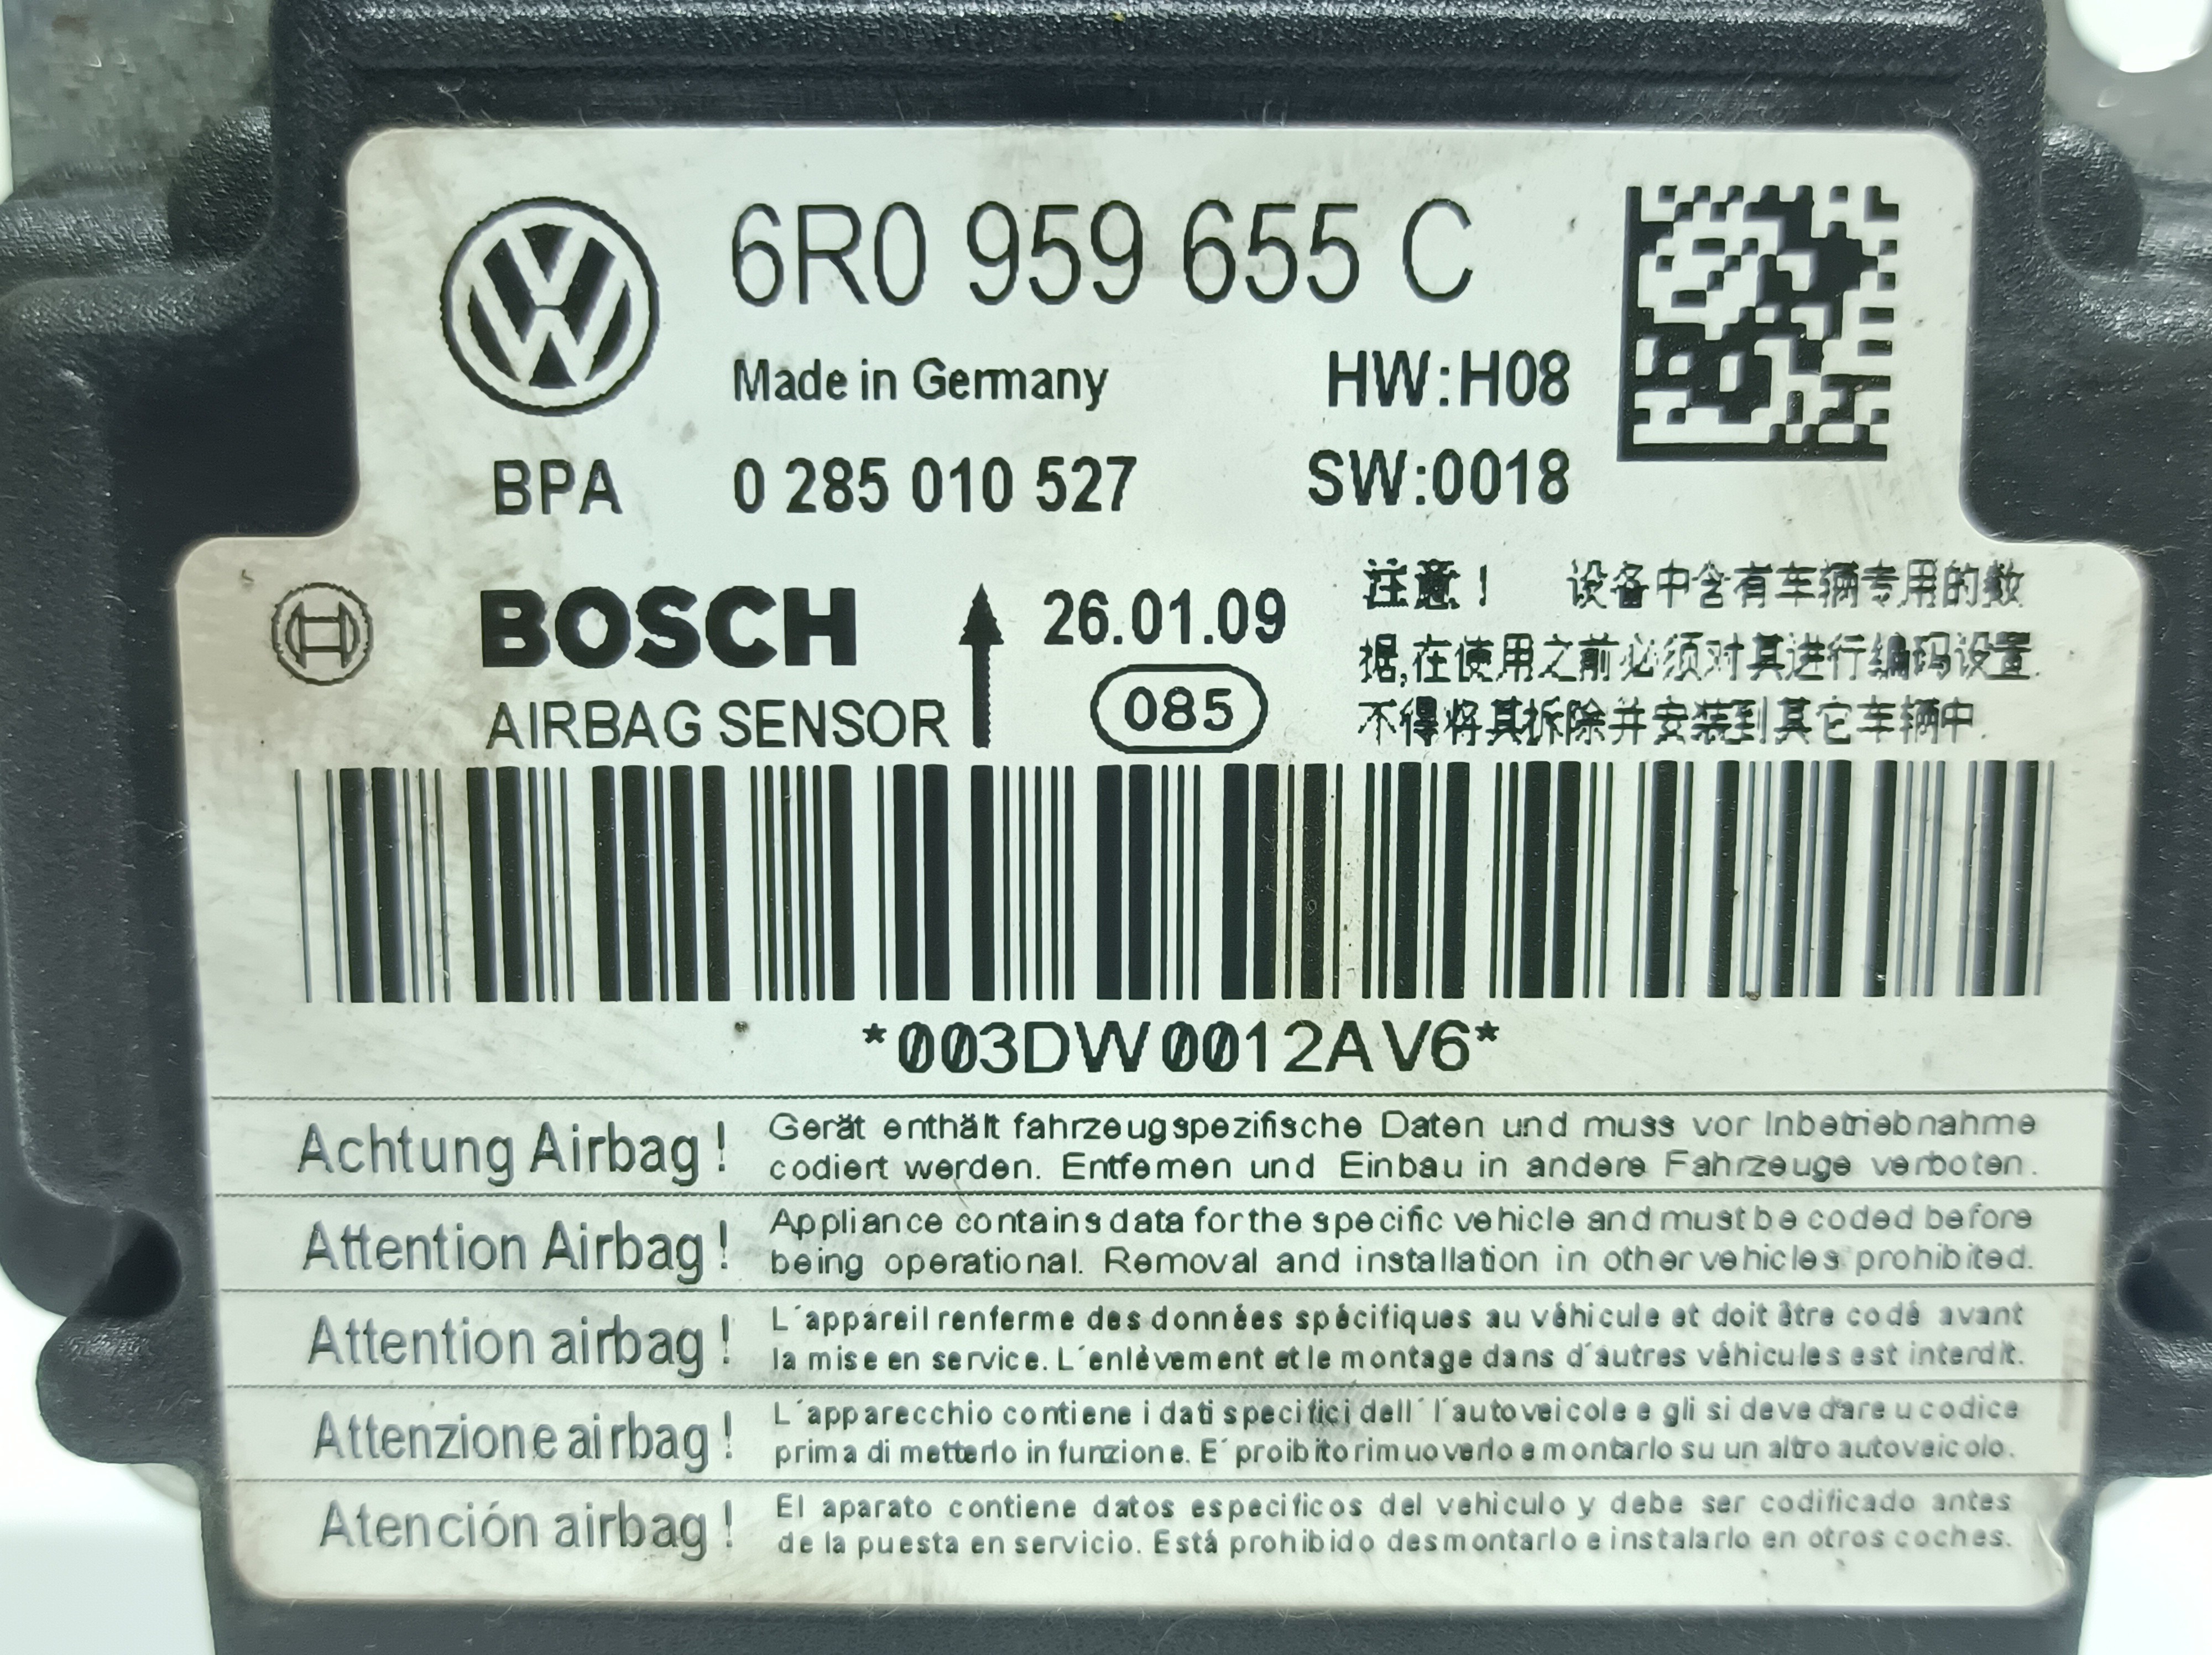 6R0 959 655 C
Made in Germany HW:H08
BPA 0 285 010 527 SW:0018
BOSCH 26.01.09
AIRBAG SENSOR 085
注意！ 设备中含有车辆专用的数
据,在使用之前必须对其进行编码设置.
不得将其拆除并安装到其它车辆中.
*003DW0012AV6*
Achtung Airbag! Gerät enthält fahrzeugspezifische Daten und muss vor Inbetriebnahme
codiert werden. Entfernen und Einbau in andere Fahrzeuge verboten.
Attention Airbag! Appliance contains data for the specific vehicle and must be coded before
being operational. Removal and installation in other vehicles prohibited.
Attention airbag! L´appareil renferme des données spécifiques au véhicule et doit être codé avant
la mise en service. L´enlèvement et le montage dans d´autres véhicules est interdit.
Attenzione airbag! L´apparecchio contiene i dati specifici dell´ l´autoveicolo e gli si deve dare u codice
prima di metterlo in funzione. E´ proibito rimuoverlo e montarlo su un altro autoveicolo.
Atención airbag! El aparato contiene datos especificos del vehiculo y debe ser codificado antes
de la puesta en servicio. Está prohibido desmontarlo e instalarlo en otros coches.